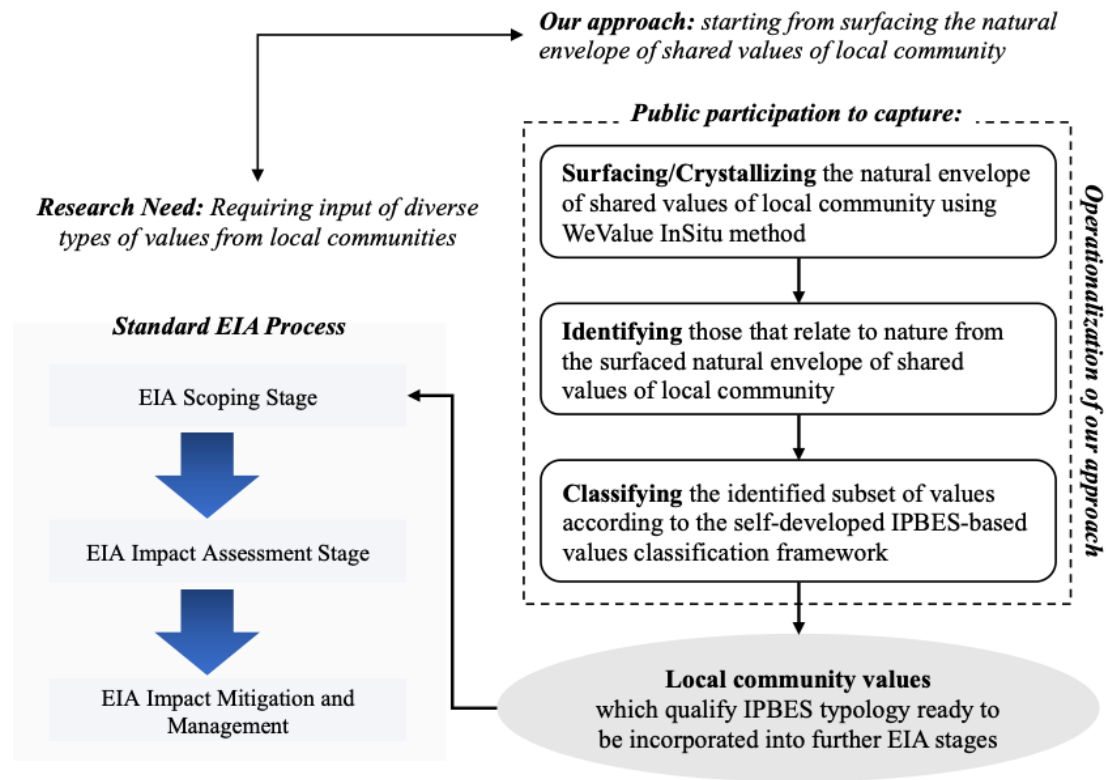 Our approach: starting from surfacing the natural
envelope of shared values of local community
Research Need: Requiring input of diverse
types of values from local communities
Public participation to capture:
Surfacing/Crystallizing the natural envelope
of shared values of local community using
WeValue InSitu method
Identifying those that relate to nature from
the surfaced natural envelope of shared
values of local community
Classifying the identified subset of values
according to the self-developed IPBES-based
values classification framework
Operationalization of our approach
Local community values
which qualify IPBES typology ready to
be incorporated into further EIA stages
Standard EIA Process
EIA Scoping Stage
EIA Impact Assessment Stage
EIA Impact Mitigation and
Management